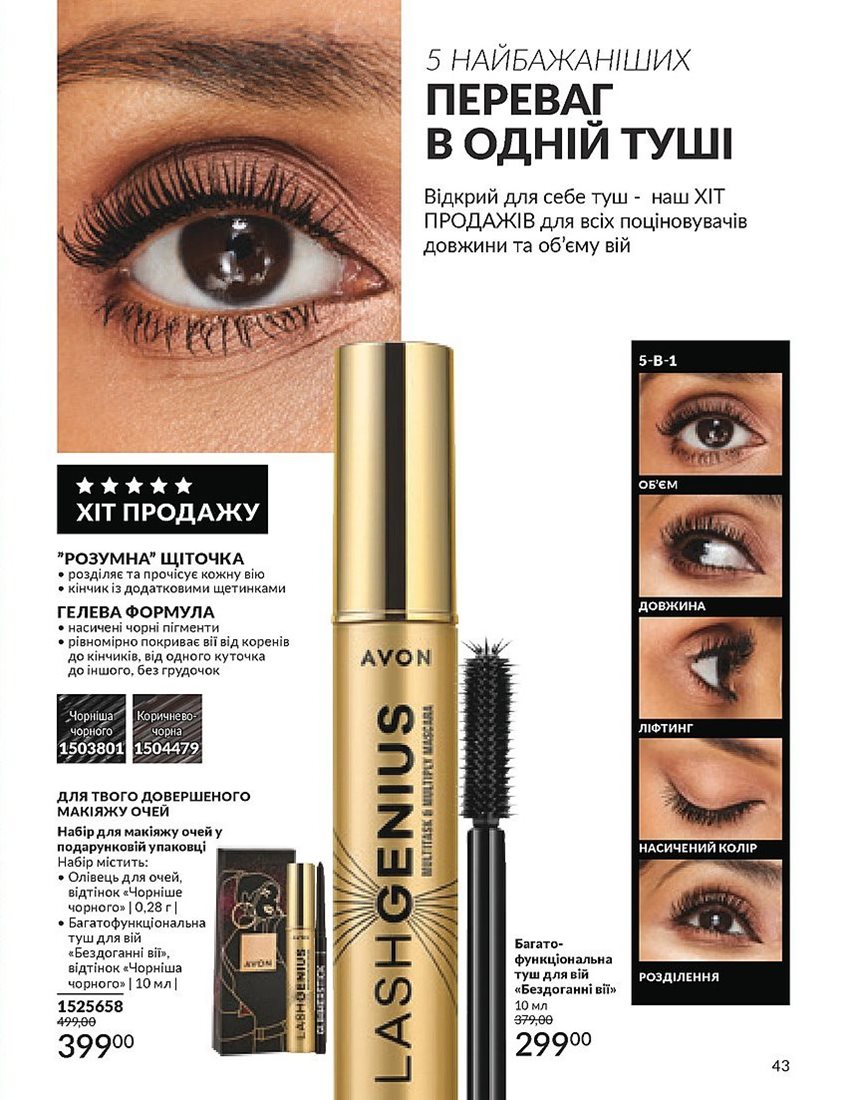 5 НАЙБАЖАНІШИХ
ПЕРЕВАГ
В ОДНІЙ ТУШІ
Відкрий для себе туш - наш ХІТ
ПРОДАЖІВ для всіх поціновувачів
довжини та об’єму вій
ХІТ ПРОДАЖУ
”РОЗУМНА” ЩІТОЧКА
• розділяє та прочісує кожну вію
• кінчик із додатковими щетинками
ГЕЛЕВА ФОРМУЛА
• насичені чорні пігменти
• рівномірно покриває вії від коренів
до кінчиків, від одного куточка
до іншого, без грудочок
Чорніша
чорного
1503801
Коричнево-
чорна
1504479
ДЛЯ ТВОГО ДОВЕРШЕНОГО
МАКІЯЖУ ОЧЕЙ
Набір для макіяжу очей у
подарунковій упаковці
Набір містить:
• Олівець для очей,
відтінок «Чорніше
чорного» | 0,28 г |
• Багатофункціональна
туш для вій
«Бездоганні вії»,
відтінок «Чорніша
чорного» | 10 мл |
1525658
499,00
39900
AVON
AVON
LASHGENIUS
GLIMMERSTICK
AVON
LASHGENIUS
MULTITASK & MULTIPLY MASCARA
5-В-1
ОБ’ЄМ
ДОВЖИНА
ЛІФТИНГ
НАСИЧЕНИЙ КОЛІР
РОЗДІЛЕННЯ
Багато-
функціональна
туш для вій
«Бездоганні вії»
10 мл
379,00
29900
43